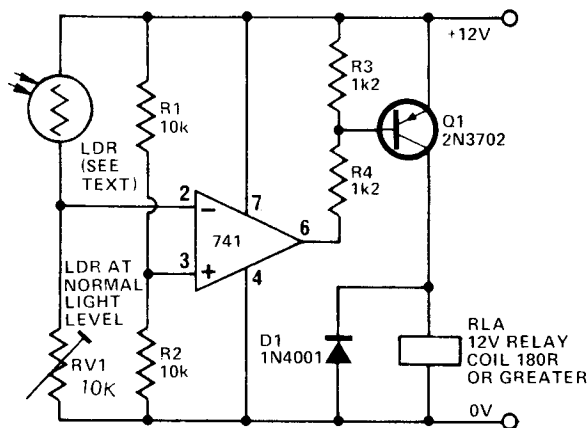 +12V
R3
1k2
R1
10k
Q1
2N3702
LDR
(SEE
TEXT)
R4
1k2
2
7
6
741
3
4
LDR AT
NORMAL
LIGHT
LEVEL
RV1
10K
R2
10k
D1
1N4001
RLA
12V RELAY
COIL 180R
OR GREATER
0V